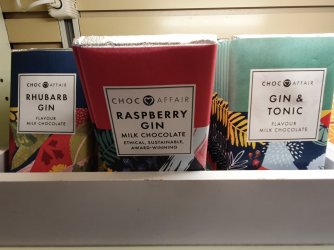 CHOC AFFAIR
RHUBARB
GIN
FLAVOUR
MILK CHOCOLATE
CHOC AFFAIR
RASPBERRY
GIN
MILK CHOCOLATE
ETHICAL, SUSTAINABLE,
AWARD-WINNING
CHOC AFFAIR
GIN &
TONIC
FLAVOUR
MILK CHOCOLATE